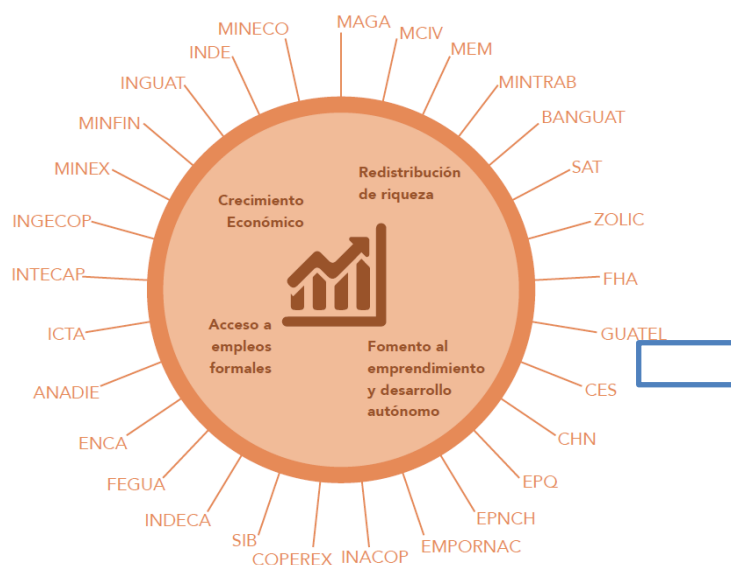 MAGA
MCIV
MEM
MINTRAB
BANGUAT
SAT
ZOLIC
FHA
GUATEL
CES
CHN
EPQ
EPNCH
EMPORNAC
INACOP
COPEREX
SIB
INDECA
FEGUA
ENCA
ANADIE
ICTA
INTECAP
INGECOP
MINEX
MINFIN
INGUAT
INDE
MINECO
Crecimiento
Económico
Redistribución
de riqueza
Acceso a
empleos
formales
Fomento al
emprendimiento
y desarrollo
autónomo